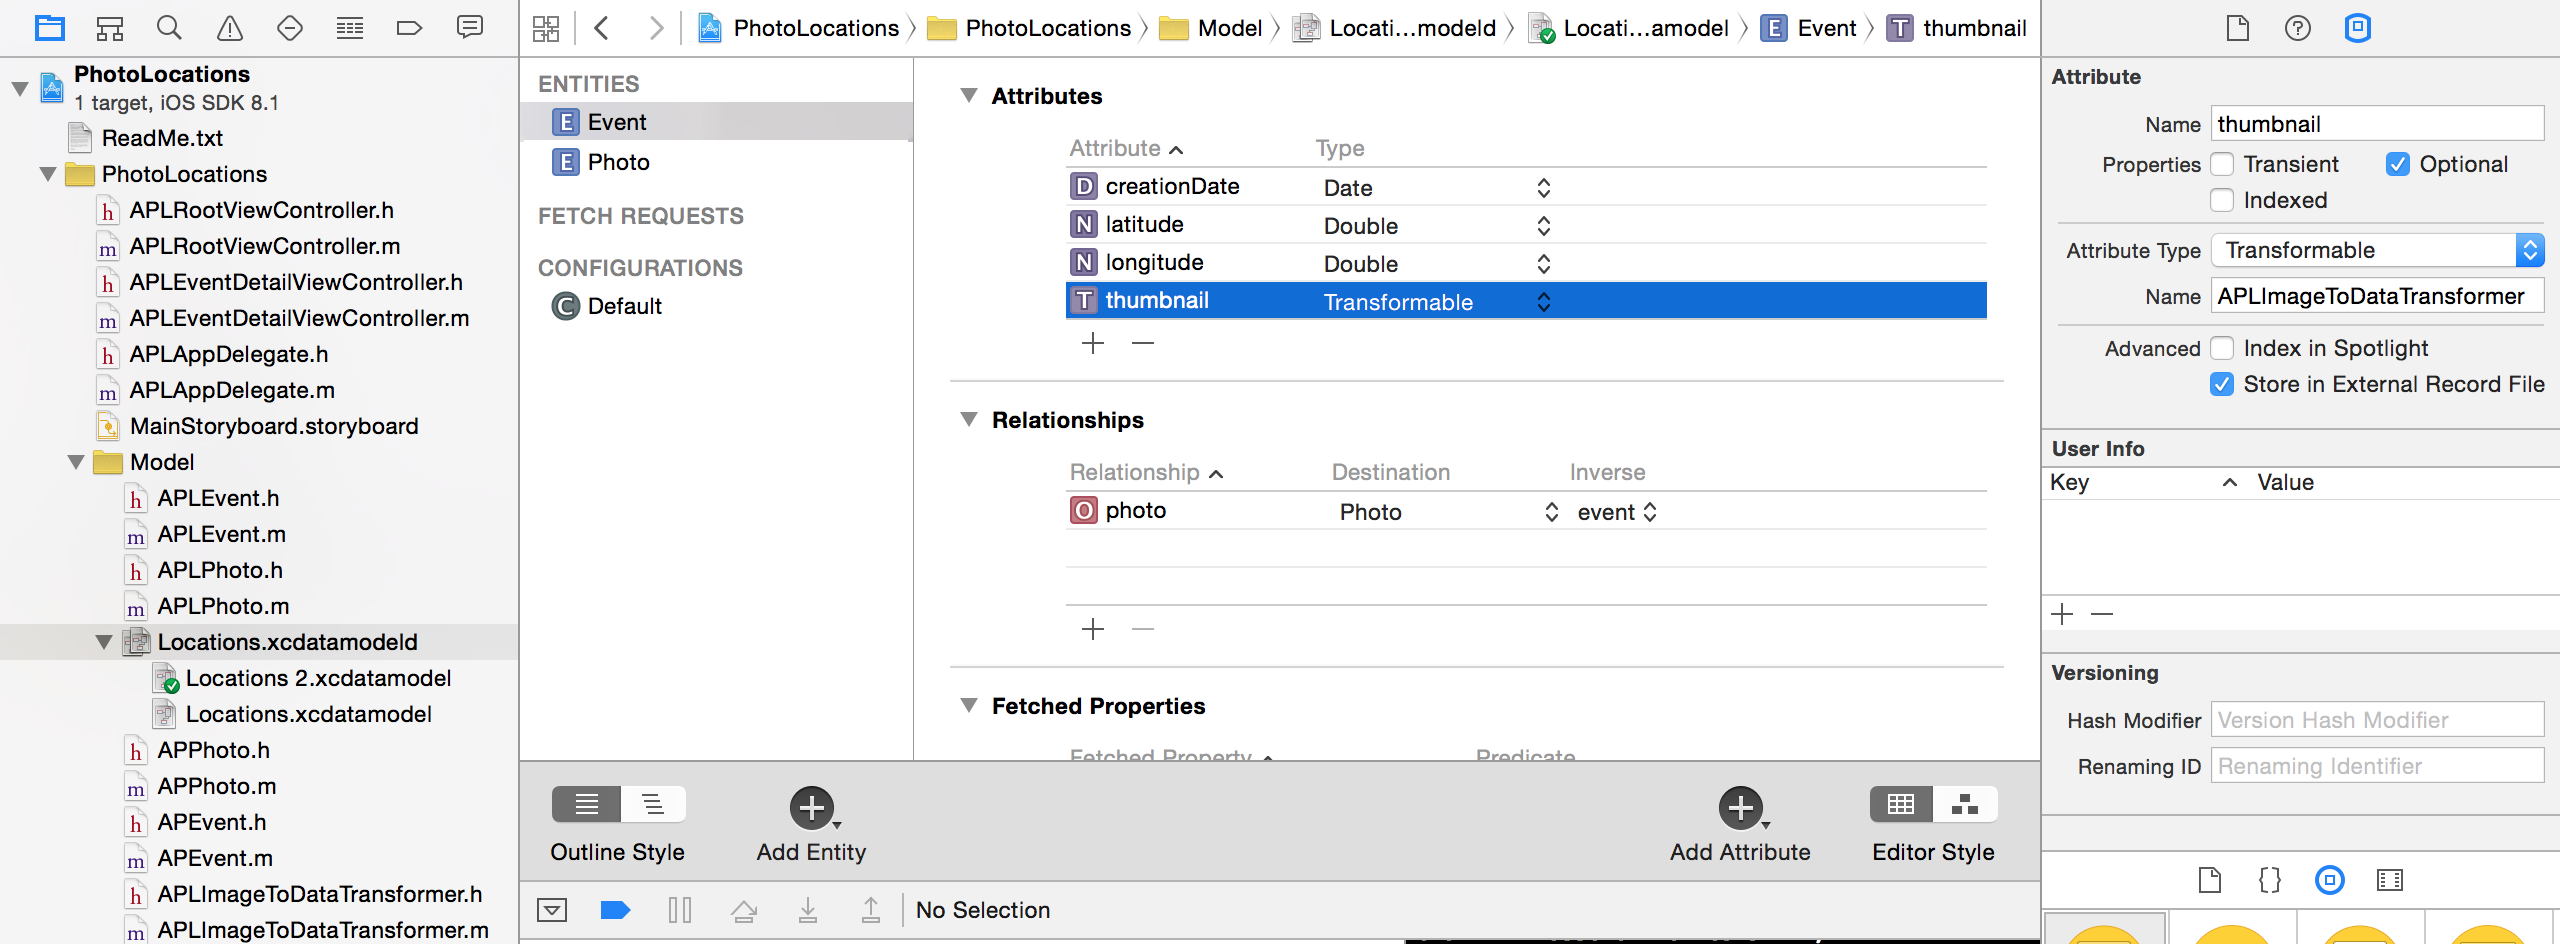 PhotoLocations
1 target, iOS SDK 8.1
ReadMe.txt
PhotoLocations
APLRootViewController.h
APLRootViewController.m
APLEventDetailViewController.h
APLEventDetailViewController.m
APLAppDelegate.h
APLAppDelegate.m
MainStoryboard.storyboard
Model
APLEvent.h
APLEvent.m
APLPhoto.h
APLPhoto.m
Locations.xcdatamodeld
Locations 2.xcdatamodel
Locations.xcdatamodel
APPhoto.h
APPhoto.m
APEvent.h
APEvent.m
APLImageToDataTransformer.h
APLImageToDataTransformer.m
PhotoLocations PhotoLocations Model Locati...modeld Locati...amodel E Event T thumbnail
ENTITIES
E Event
E Photo
FETCH REQUESTS
CONFIGURATIONS
C Default
Attributes
Attribute Type
D creationDate Date
N latitude Double
N longitude Double
T thumbnail Transformable
Relationships
Relationship Destination Inverse
O photo Photo event
Fetched Properties
Fetched Property Predicate
Outline Style Add Entity Add Attribute Editor Style
No Selection
Attribute
Name thumbnail
Properties Transient Optional
Indexed
Attribute Type Transformable
Name APLImageToDataTransformer
Advanced Index in Spotlight
Store in External Record File
User Info
Key Value
Versioning
Hash Modifier Version Hash Modifier
Renaming ID Renaming Identifier